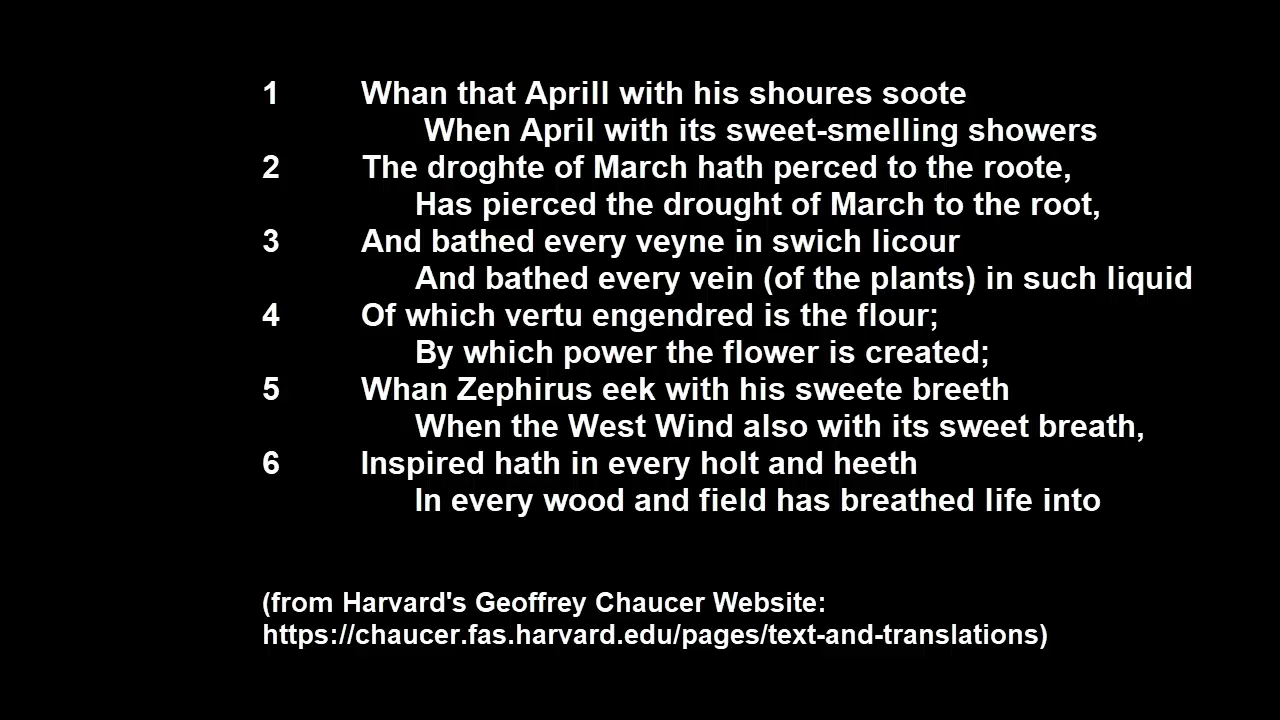 1 Whan that Aprill with his shoures soote
When April with its sweet-smelling showers
2 The droghte of March hath perced to the roote,
Has pierced the drought of March to the root,
3 And bathed every veyne in swich licour
And bathed every vein (of the plants) in such liquid
4 Of which vertu engendred is the flour;
By which power the flower is created;
5 Whan Zephirus eek with his sweete breeth
When the West Wind also with its sweet breath,
6 Inspired hath in every holt and heeth
In every wood and field has breathed life into
(from Harvard's Geoffrey Chaucer Website:
https://chaucer.fas.harvard.edu/pages/text-and-translations)